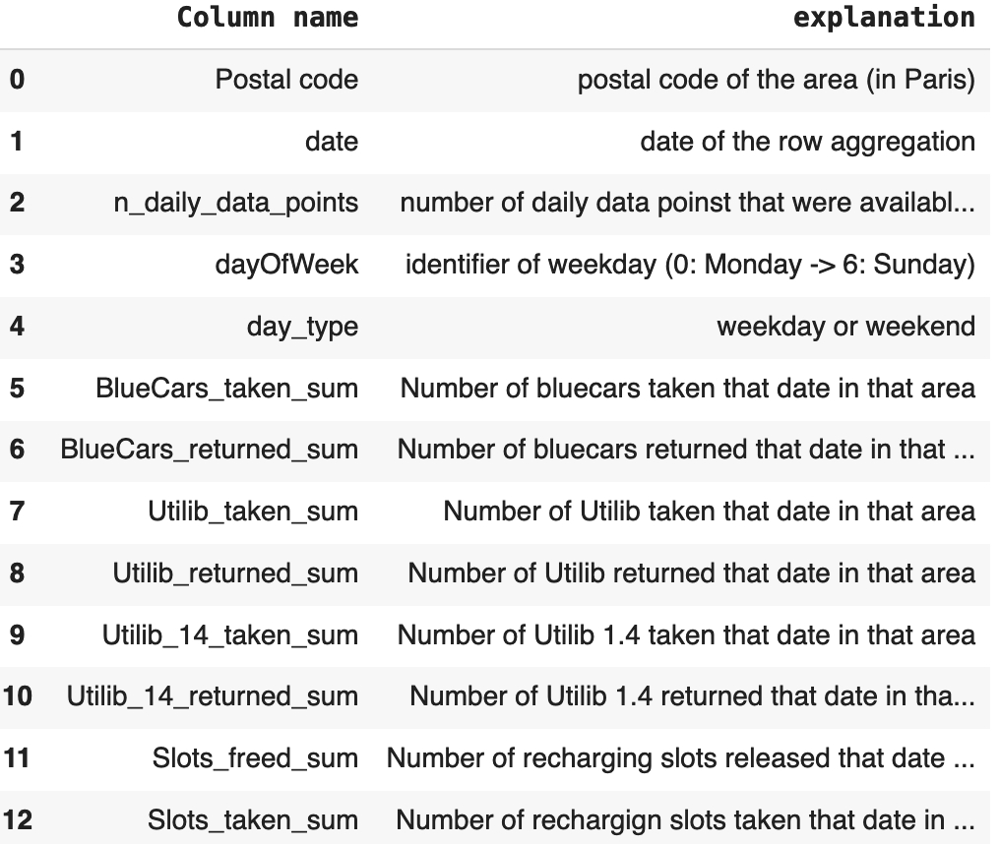 Column name explanation
0 Postal code postal code of the area (in Paris)
1 date date of the row aggregation
2 n_daily_data_points number of daily data poinst that were availabl...
3 dayOfWeek identifier of weekday (0: Monday -> 6: Sunday)
4 day_type weekday or weekend
5 BlueCars_taken_sum Number of bluecars taken that date in that area
6 BlueCars_returned_sum Number of bluecars returned that date in that ...
7 Utilib_taken_sum Number of Utilib taken that date in that area
8 Utilib_returned_sum Number of Utilib returned that date in that area
9 Utilib_14_taken_sum Number of Utilib 1.4 taken that date in that area
10 Utilib_14_returned_sum Number of Utilib 1.4 returned that date in tha...
11 Slots_freed_sum Number of recharging slots released that date ...
12 Slots_taken_sum Number of rechargign slots taken that date in ...